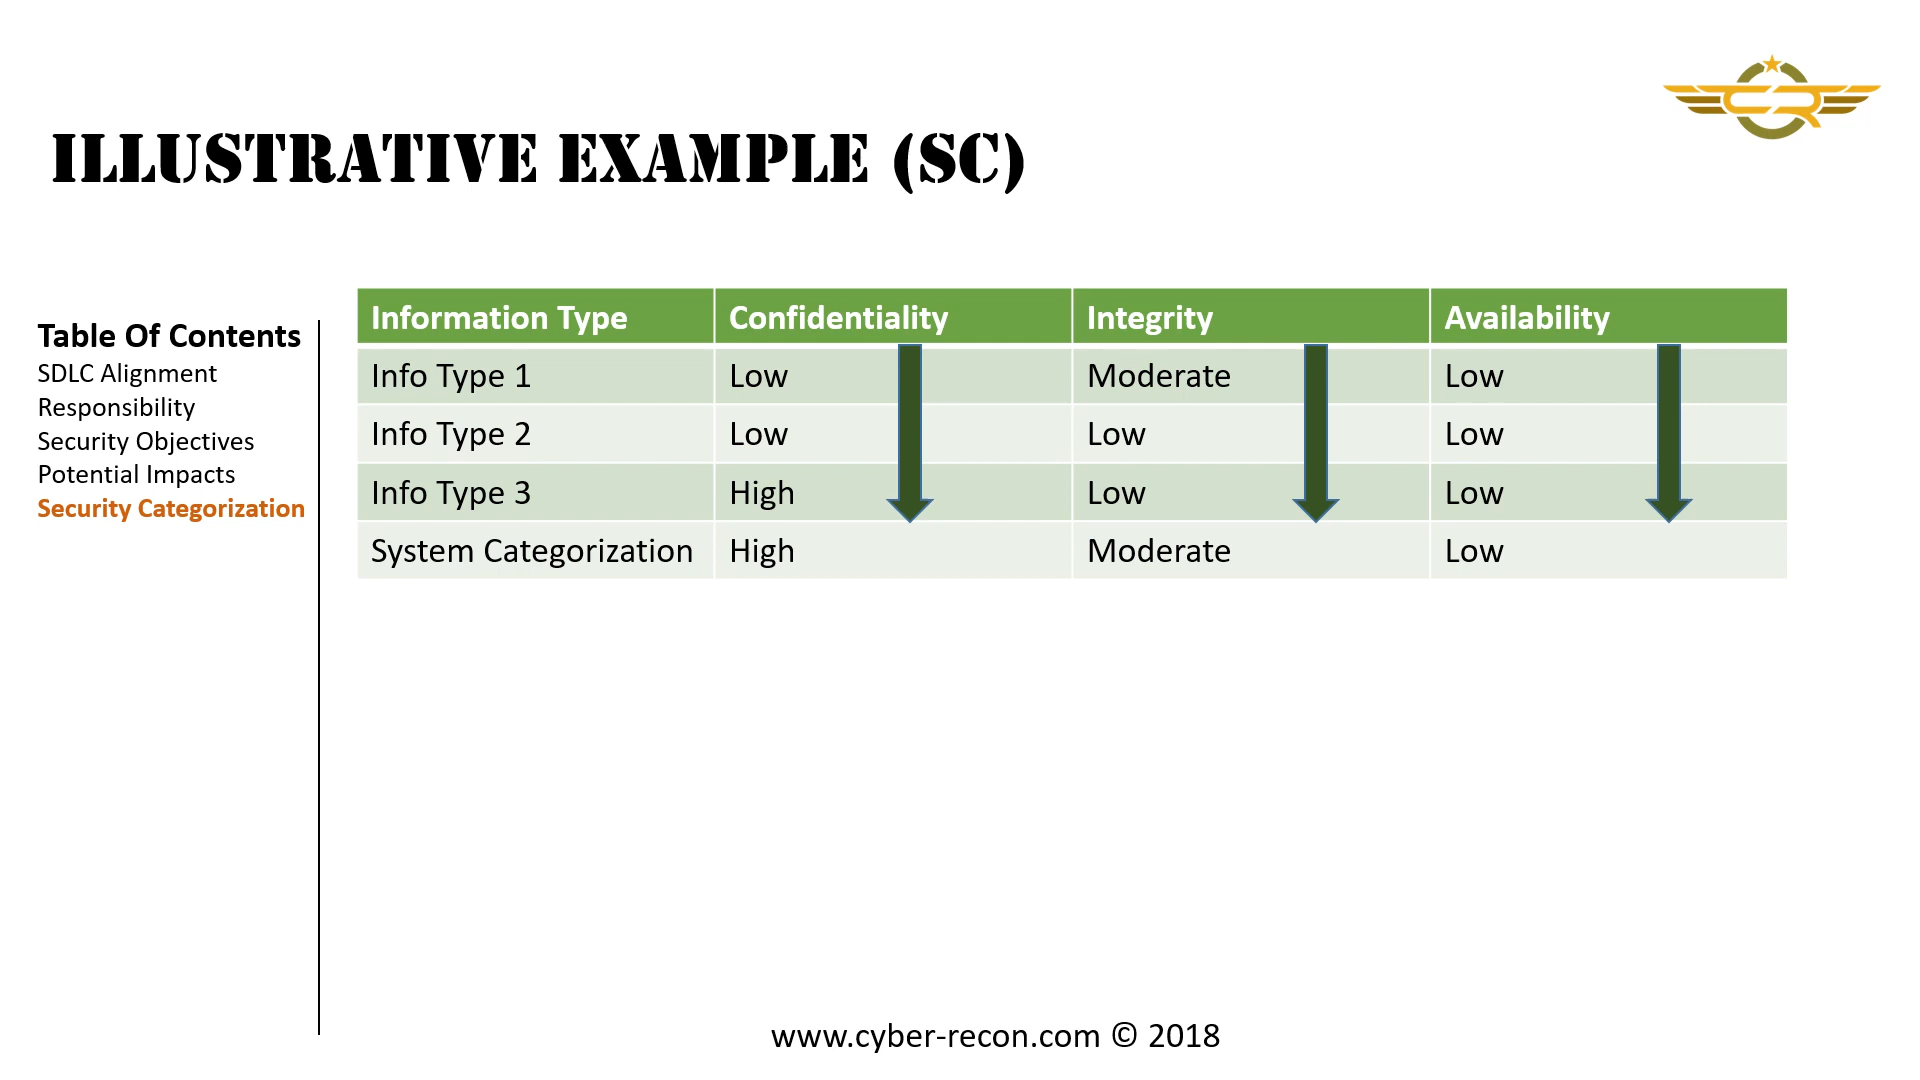 ILLUSTRATIVE EXAMPLE (SC)
Table Of Contents
SDLC Alignment
Responsibility
Security Objectives
Potential Impacts
Security Categorization
Information Type Confidentiality Integrity Availability
Info Type 1 Low Moderate Low
Info Type 2 Low Low Low
Info Type 3 High Low Low
System Categorization High Moderate Low
www.cyber-recon.com © 2018
CR